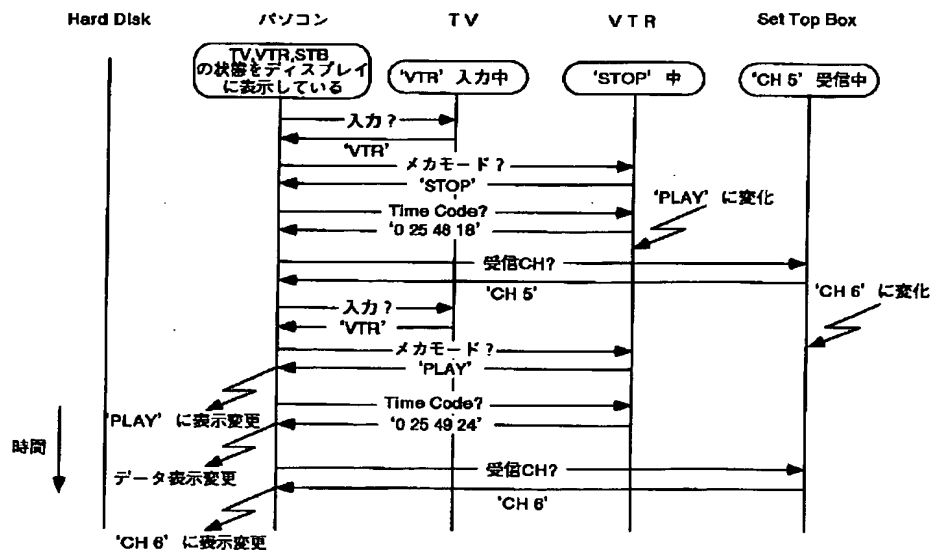 Hard Disk
パソコン
TV
VTR
Set Top Box
TV,VTR,STB
の状態をディスプレイ
に表示している
'VTR' 入力中
'STOP' 中
'CH 5' 受信中
入力?
'VTR'
メカモード?
'STOP'
'PLAY' に変化
Time Code?
'0 25 48 18'
受信CH?
'CH 5'
'CH 6' に変化
入力?
'VTR'
メカモード?
'PLAY'
Time Code?
'PLAY' に表示変更
'0 25 49 24'
時間
受信CH?
データ表示変更
'CH 6'
'CH 6' に表示変更